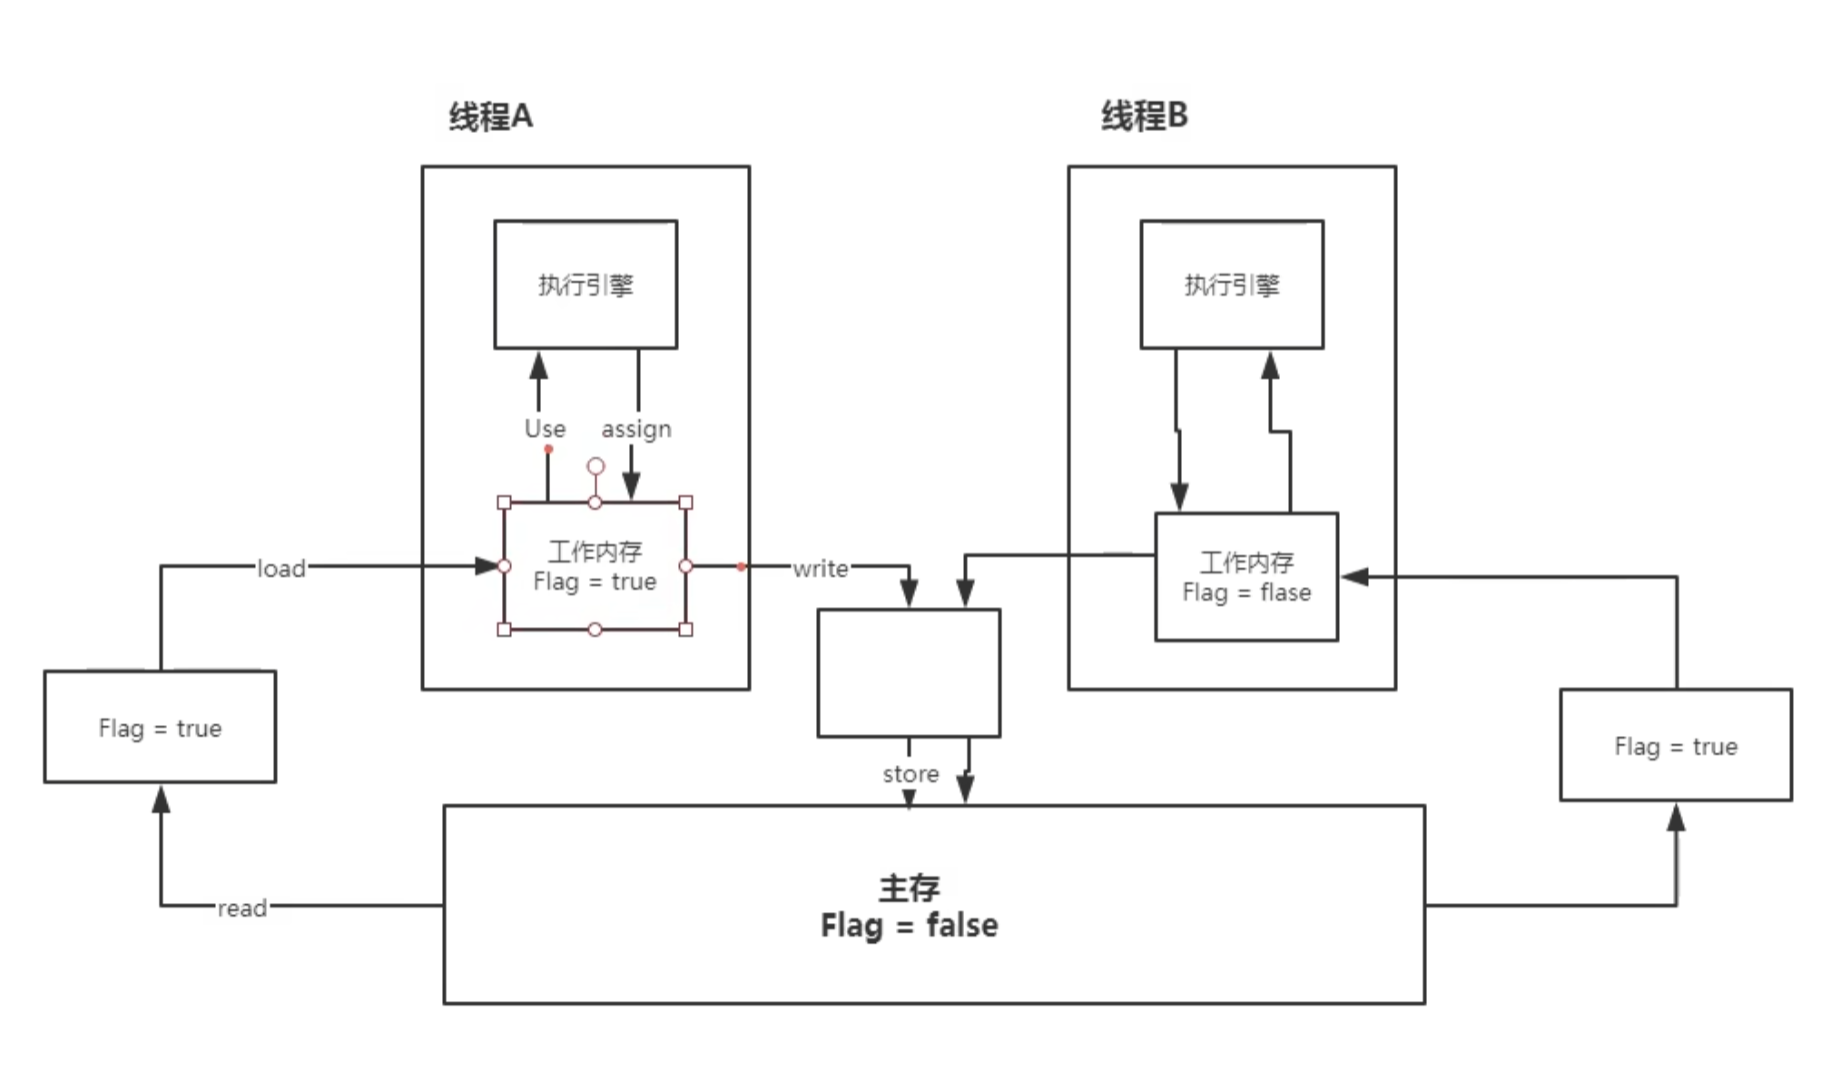 线程A
线程B
执行引擎
执行引擎
Use
assign
工作内存
Flag = true
load
write
工作内存
Flag = flase
Flag = true
Flag = true
store
主存
Flag = false
read